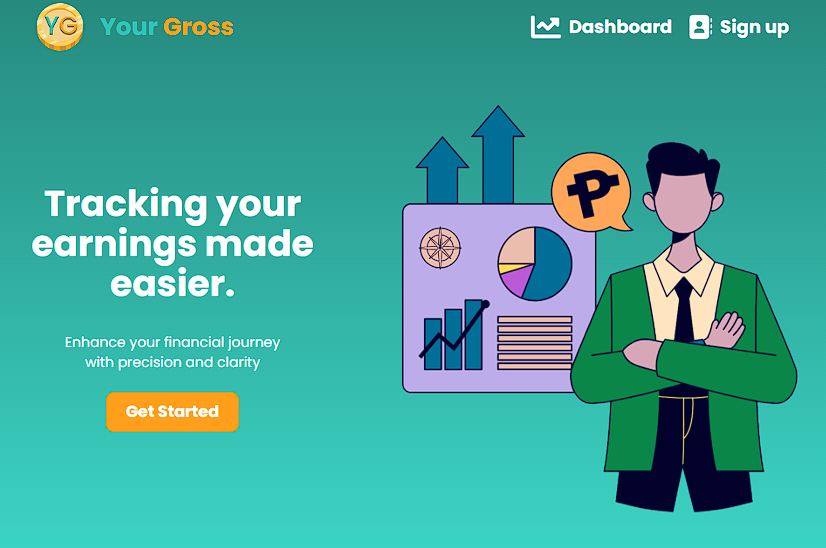 YG Your Gross
Dashboard
Sign up
Tracking your
earnings made
easier.
Enhance your financial journey
with precision and clarity
Get Started
₱